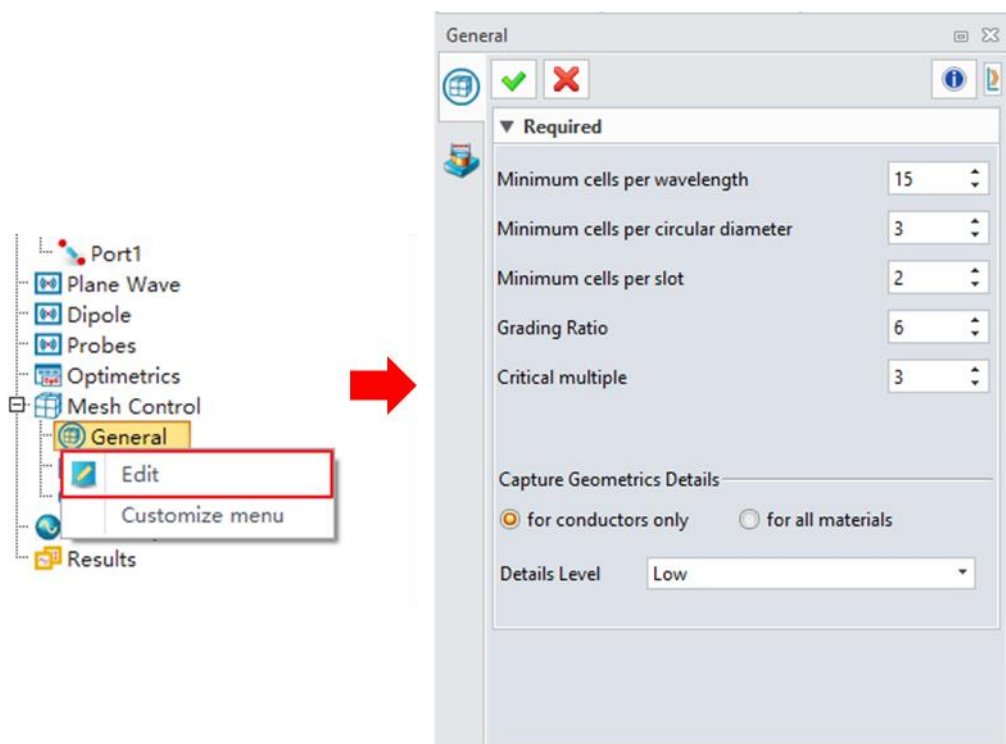 Port1
Plane Wave
Dipole
Probes
Optimetrics
Mesh Control
General
Edit
Customize menu
Results
General
Required
Minimum cells per wavelength 15
Minimum cells per circular diameter 3
Minimum cells per slot 2
Grading Ratio 6
Critical multiple 3
Capture Geometrics Details
for conductors only for all materials
Details Level Low